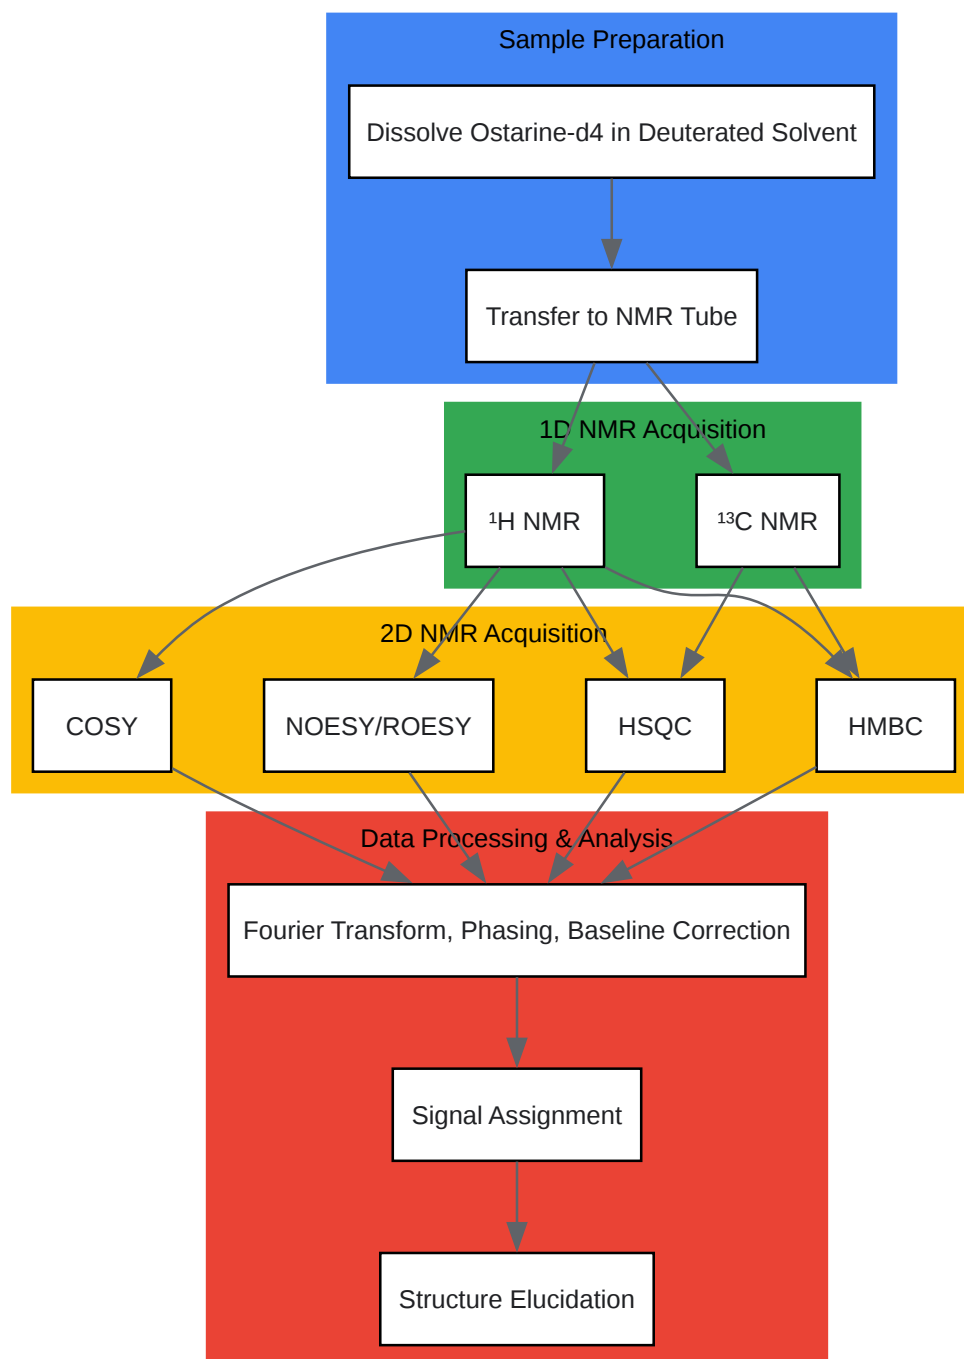 Sample Preparation
Dissolve Ostarine-d4 in Deuterated Solvent
Transfer to NMR Tube
1D NMR Acquisition
¹H NMR
¹³C NMR
2D NMR Acquisition
COSY
NOESY/ROESY
HSQC
HMBC
Data Processing & Analysis
Fourier Transform, Phasing, Baseline Correction
Signal Assignment
Structure Elucidation